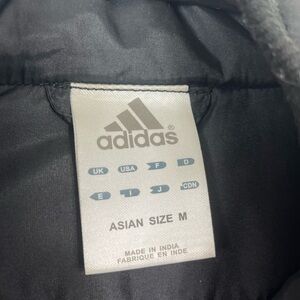 adidas®
UK USA F D
E I J CDN
ASIAN SIZE M
MADE IN INDIA
FABRIQUE EN INDE